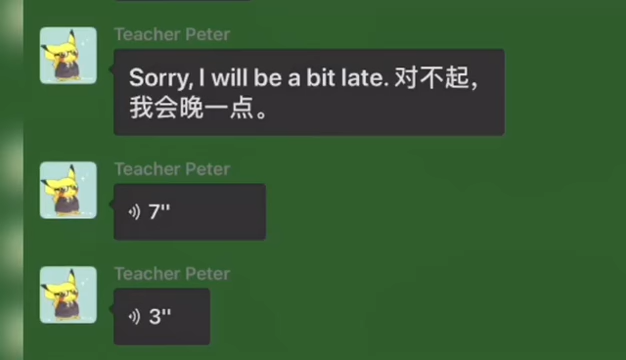 Teacher Peter
Sorry, I will be a bit late. 对不起，
我会晚一点。
Teacher Peter
7"
Teacher Peter
3"